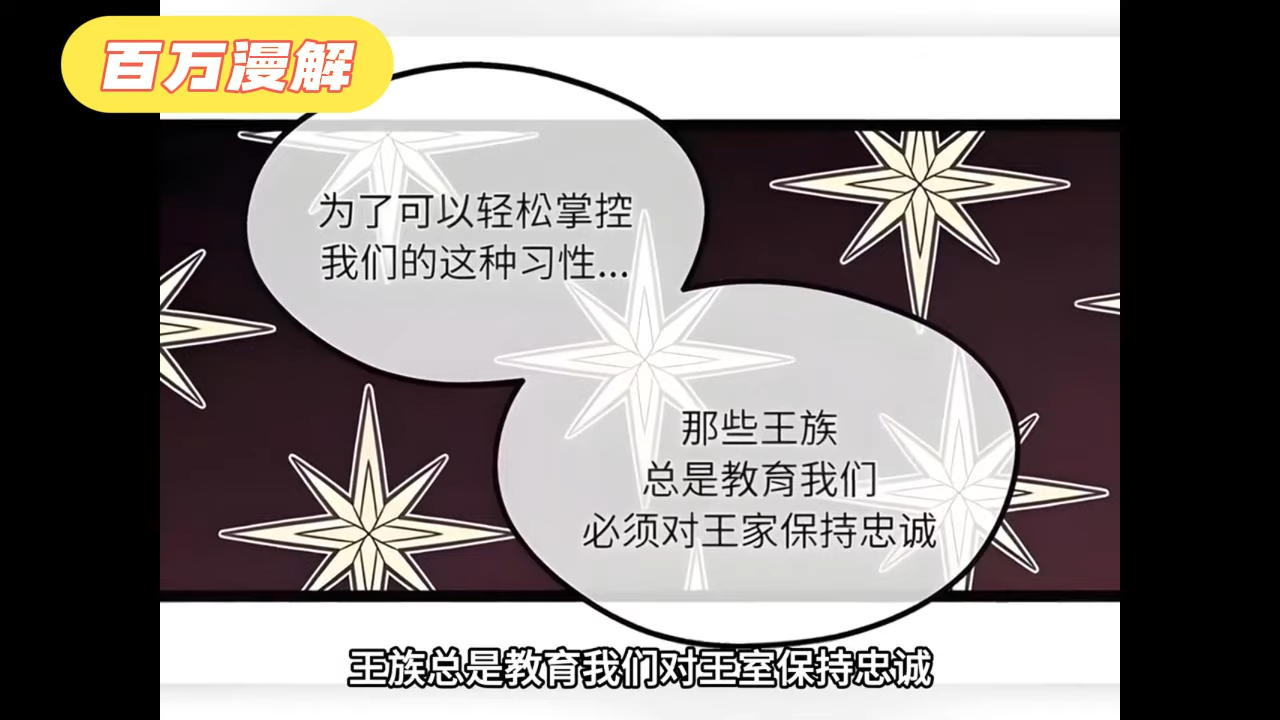 百万漫解
为了可以轻松掌控
我们的这种习性...
那些王族
总是教育我们
必须对王家保持忠诚
王族总是教育我们对王室保持忠诚